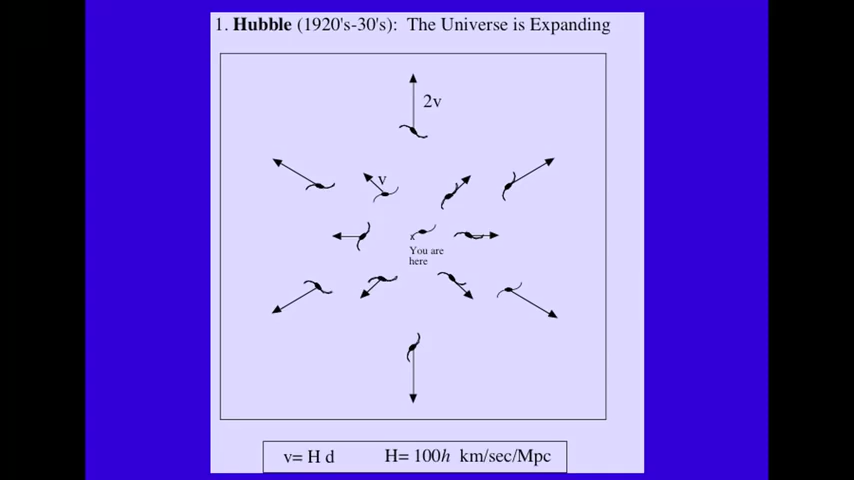 1. Hubble (1920's-30's): The Universe is Expanding
2v
v
x
You are
here
v= H d H= 100h km/sec/Mpc